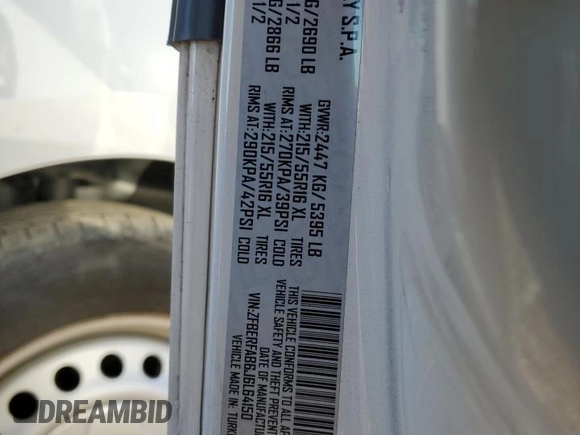 Y S.P.A.
GVWR:2447 KG/ 5395 LB
G/2690 LB WITH:215/55R16 XL TIRES
1/2 RIMS AT:270KPA/39PSI COLD
G/2866 LB WITH:215/55R16 XL TIRES
1/2 RIMS AT:290KPA/42PSI COLD
THIS VEHICLE CONFORMS TO ALL AP
VEHICLE SAFETY AND THEFT PREVENT
DATE OF MANUFACTUR
VIN:ZFBERFAB6J6L64150
MADE IN: TURK
DREAMBID